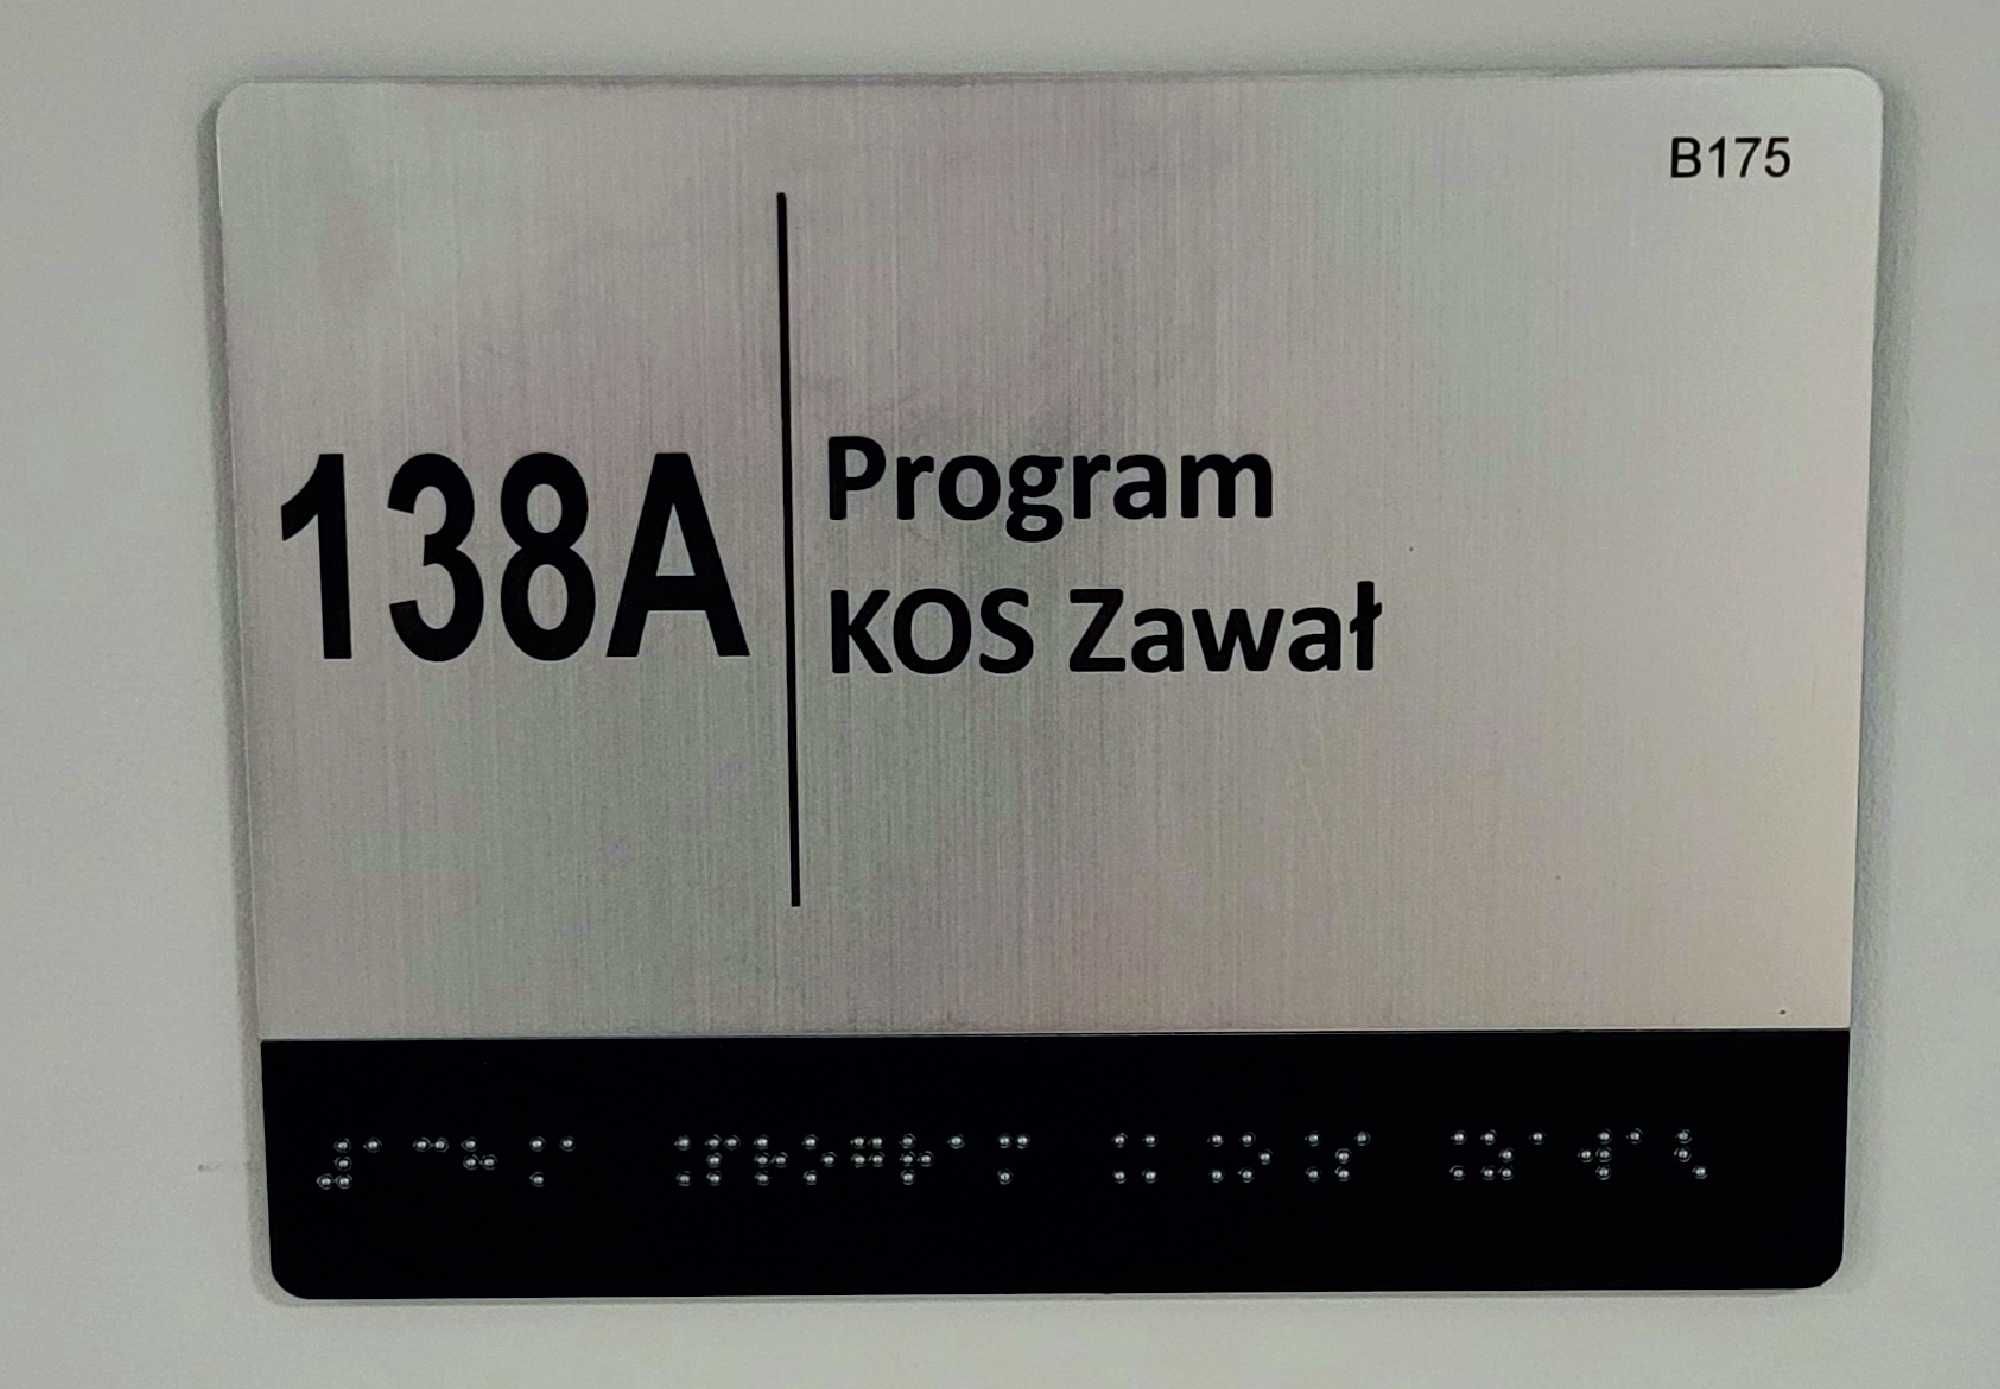 B175
138A
Program
KOS Zawał
⠼⠁⠉⠓⠨⠁ ⠨⠏⠗⠕⠛⠗⠁⠍ ⠨⠅⠨⠕⠨⠎ ⠨⠵⠁⠺⠁⠣